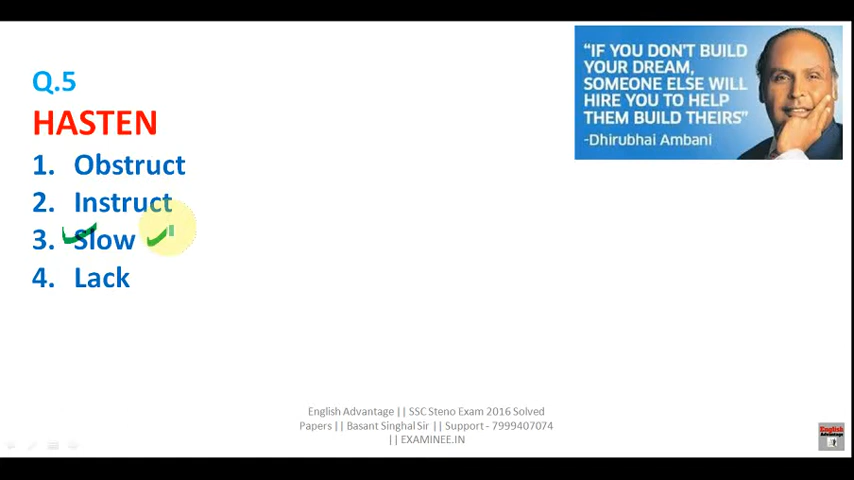 Q.5
HASTEN
1. Obstruct
2. Instruct
3. Slow
4. Lack
“IF YOU DON'T BUILD
YOUR DREAM,
SOMEONE ELSE WILL
HIRE YOU TO HELP
THEM BUILD THEIRS”
-Dhirubhai Ambani
English Advantage || SSC Steno Exam 2016 Solved
Papers || Basant Singhal Sir || Support - 7999407074
|| EXAMINEE.IN
English
Advantage